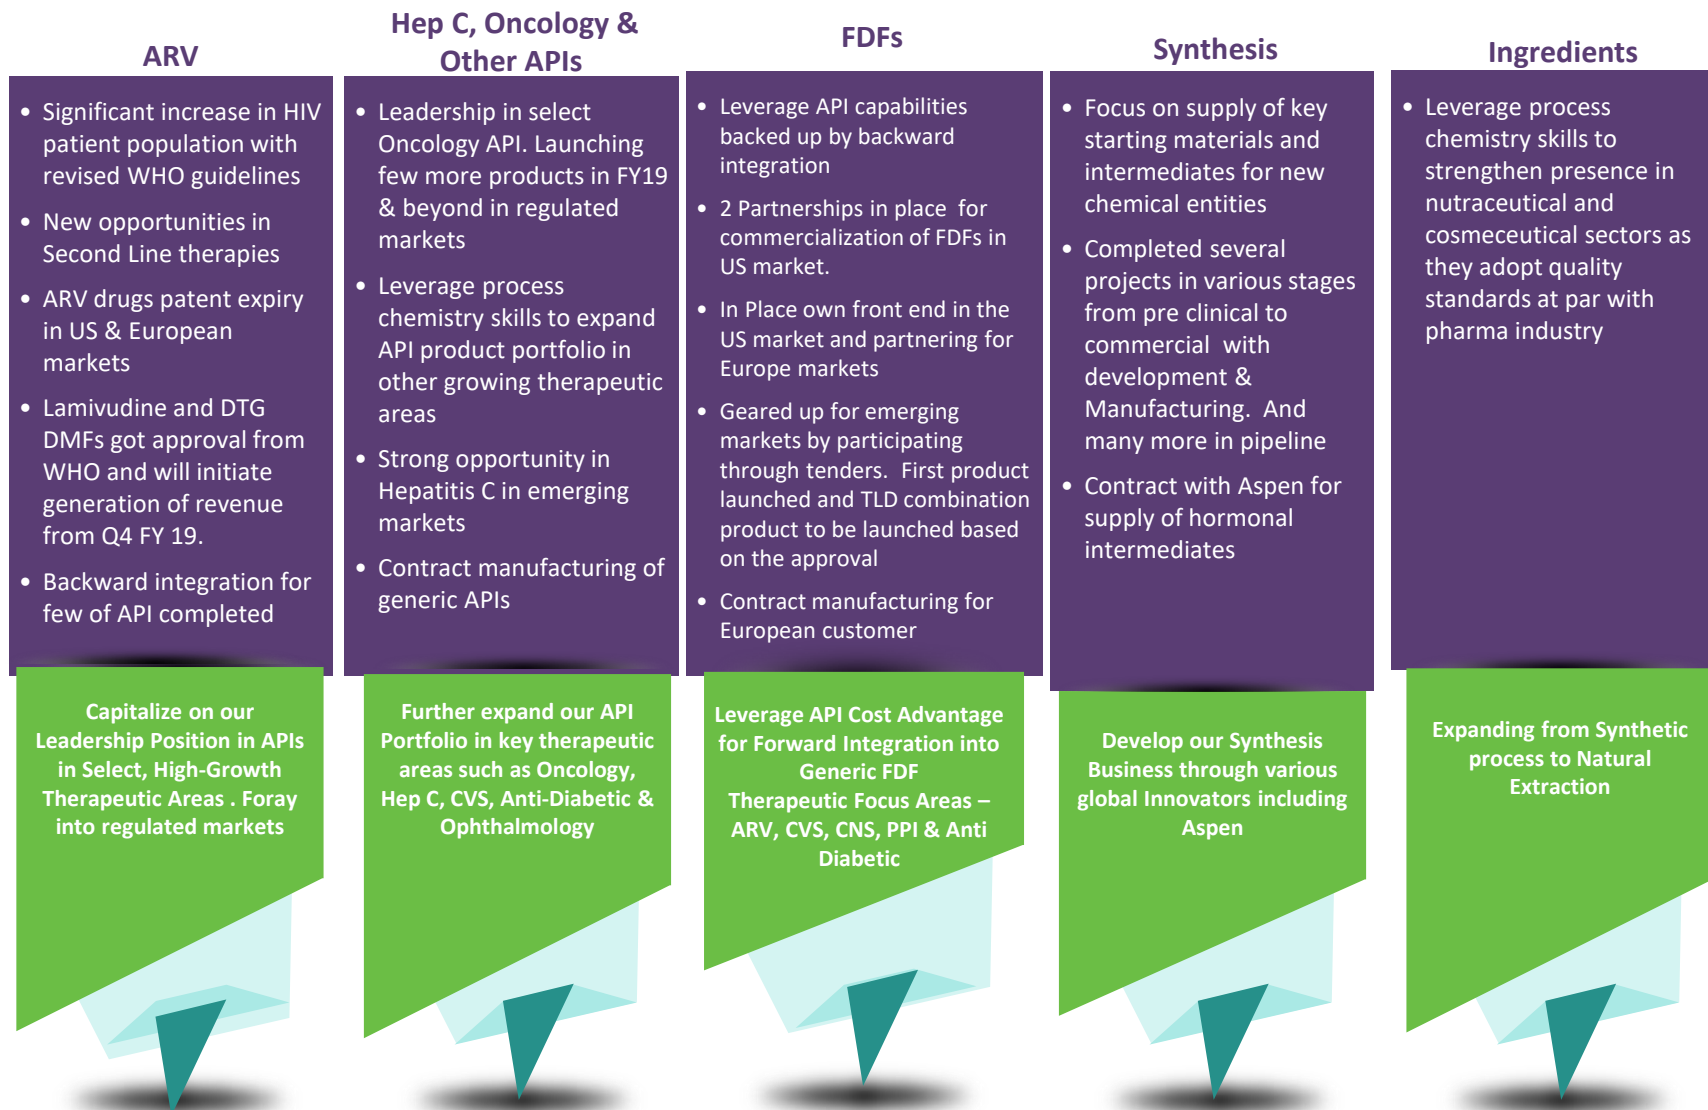 ARV
• Significant increase in HIV
patient population with
revised WHO guidelines
• New opportunities in
Second Line therapies
• ARV drugs patent expiry
in US & European
markets
• Lamivudine and DTG
DMFs got approval from
WHO and will initiate
generation of revenue
from Q4 FY 19.
• Backward integration for
few of API completed
Capitalize on our
Leadership Position in APIs
in Select, High-Growth
Therapeutic Areas . Foray
into regulated markets
Hep C, Oncology &
Other APIs
• Leadership in select
Oncology API. Launching
few more products in FY19
& beyond in regulated
markets
• Leverage process
chemistry skills to expand
API product portfolio in
other growing therapeutic
areas
• Strong opportunity in
Hepatitis C in emerging
markets
• Contract manufacturing of
generic APIs
Further expand our API
Portfolio in key therapeutic
areas such as Oncology,
Hep C, CVS, Anti-Diabetic &
Ophthalmology
FDFs
• Leverage API capabilities
backed up by backward
integration
• 2 Partnerships in place for
commercialization of FDFs in
US market.
• In Place own front end in the
US market and partnering for
Europe markets
• Geared up for emerging
markets by participating
through tenders. First product
launched and TLD combination
product to be launched based
on the approval
• Contract manufacturing for
European customer
Leverage API Cost Advantage
for Forward Integration into
Generic FDF
Therapeutic Focus Areas –
ARV, CVS, CNS, PPI & Anti
Diabetic
Synthesis
• Focus on supply of key
starting materials and
intermediates for new
chemical entities
• Completed several
projects in various stages
from pre clinical to
commercial with
development &
Manufacturing. And
many more in pipeline
• Contract with Aspen for
supply of hormonal
intermediates
Develop our Synthesis
Business through various
global Innovators including
Aspen
Ingredients
• Leverage process
chemistry skills to
strengthen presence in
nutraceutical and
cosmeceutical sectors as
they adopt quality
standards at par with
pharma industry
Expanding from Synthetic
process to Natural
Extraction